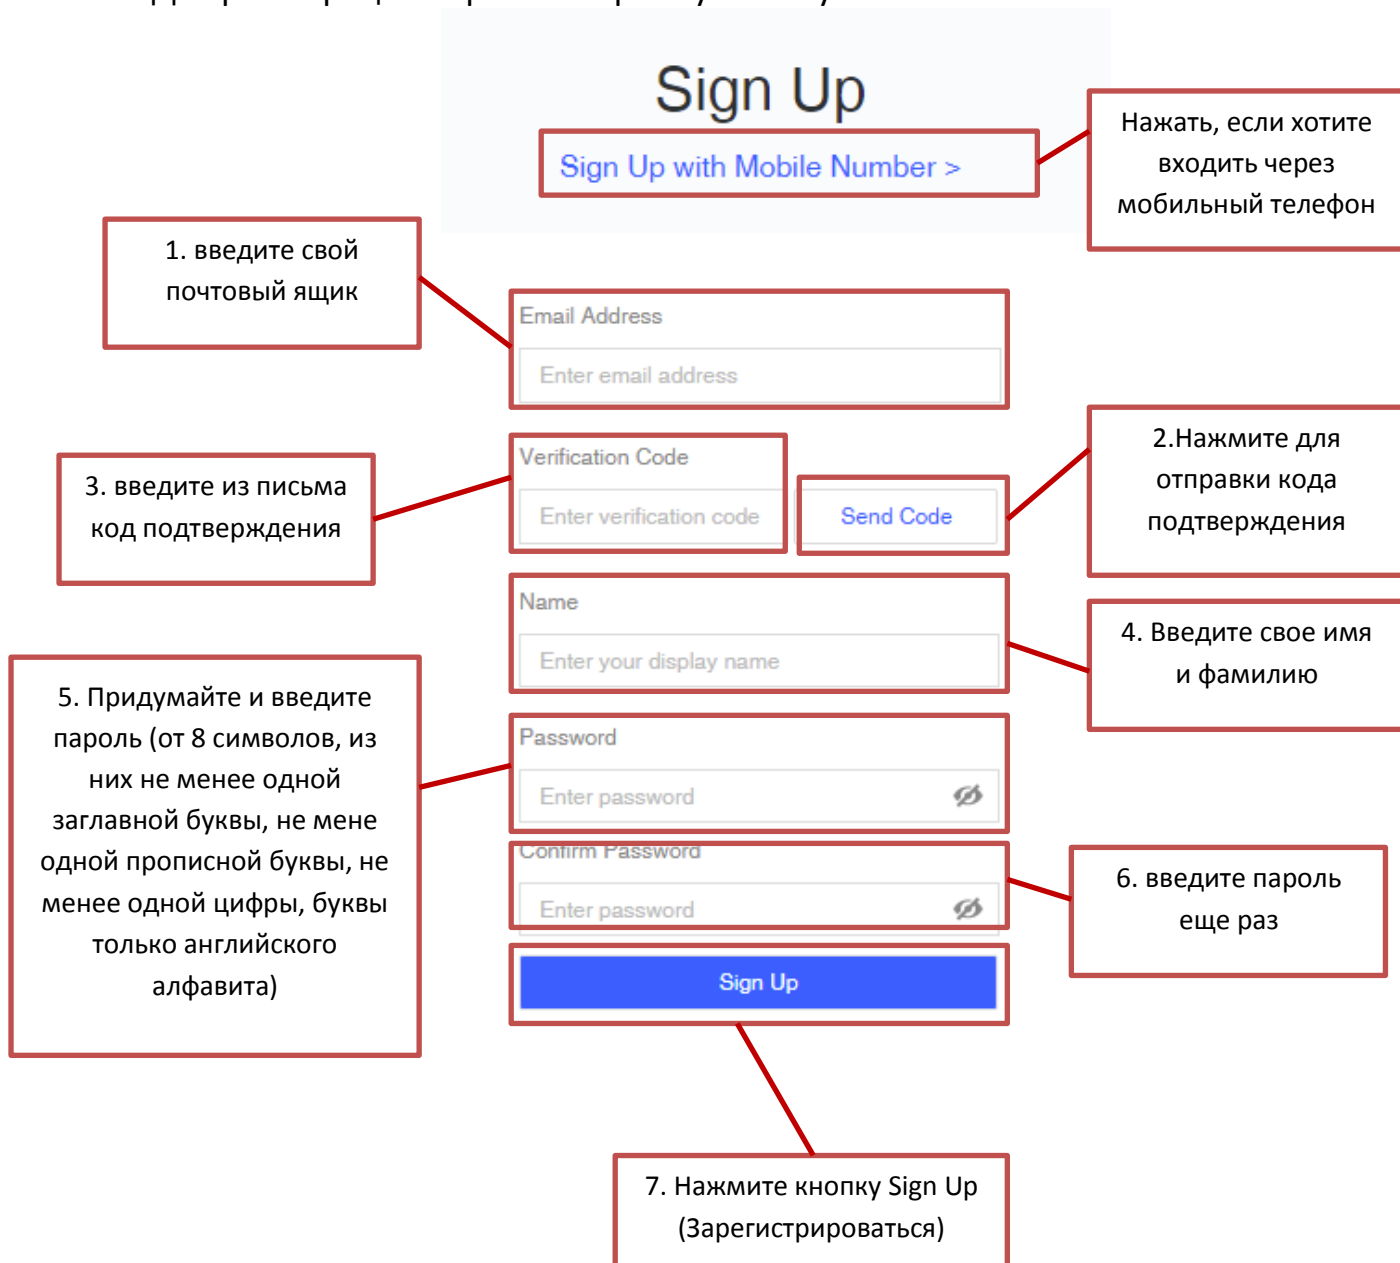 Sign Up
Sign Up with Mobile Number >
Нажать, если хотите
входить через
мобильный телефон
1. введите свой
почтовый ящик
Email Address
Enter email address
2.Нажмите для
отправки кода
подтверждения
Verification Code
Enter verification code
Send Code
3. введите из письма
код подтверждения
Name
Enter your display name
4. Введите свое имя
и фамилию
5. Придумайте и введите
пароль (от 8 символов, из
них не менее одной
заглавной буквы, не мене
одной прописной буквы, не
менее одной цифры, буквы
только английского
алфавита)
Password
Enter password
Confirm Password
Enter password
6. введите пароль
еще раз
Sign Up
7. Нажмите кнопку Sign Up
(Зарегистрироваться)